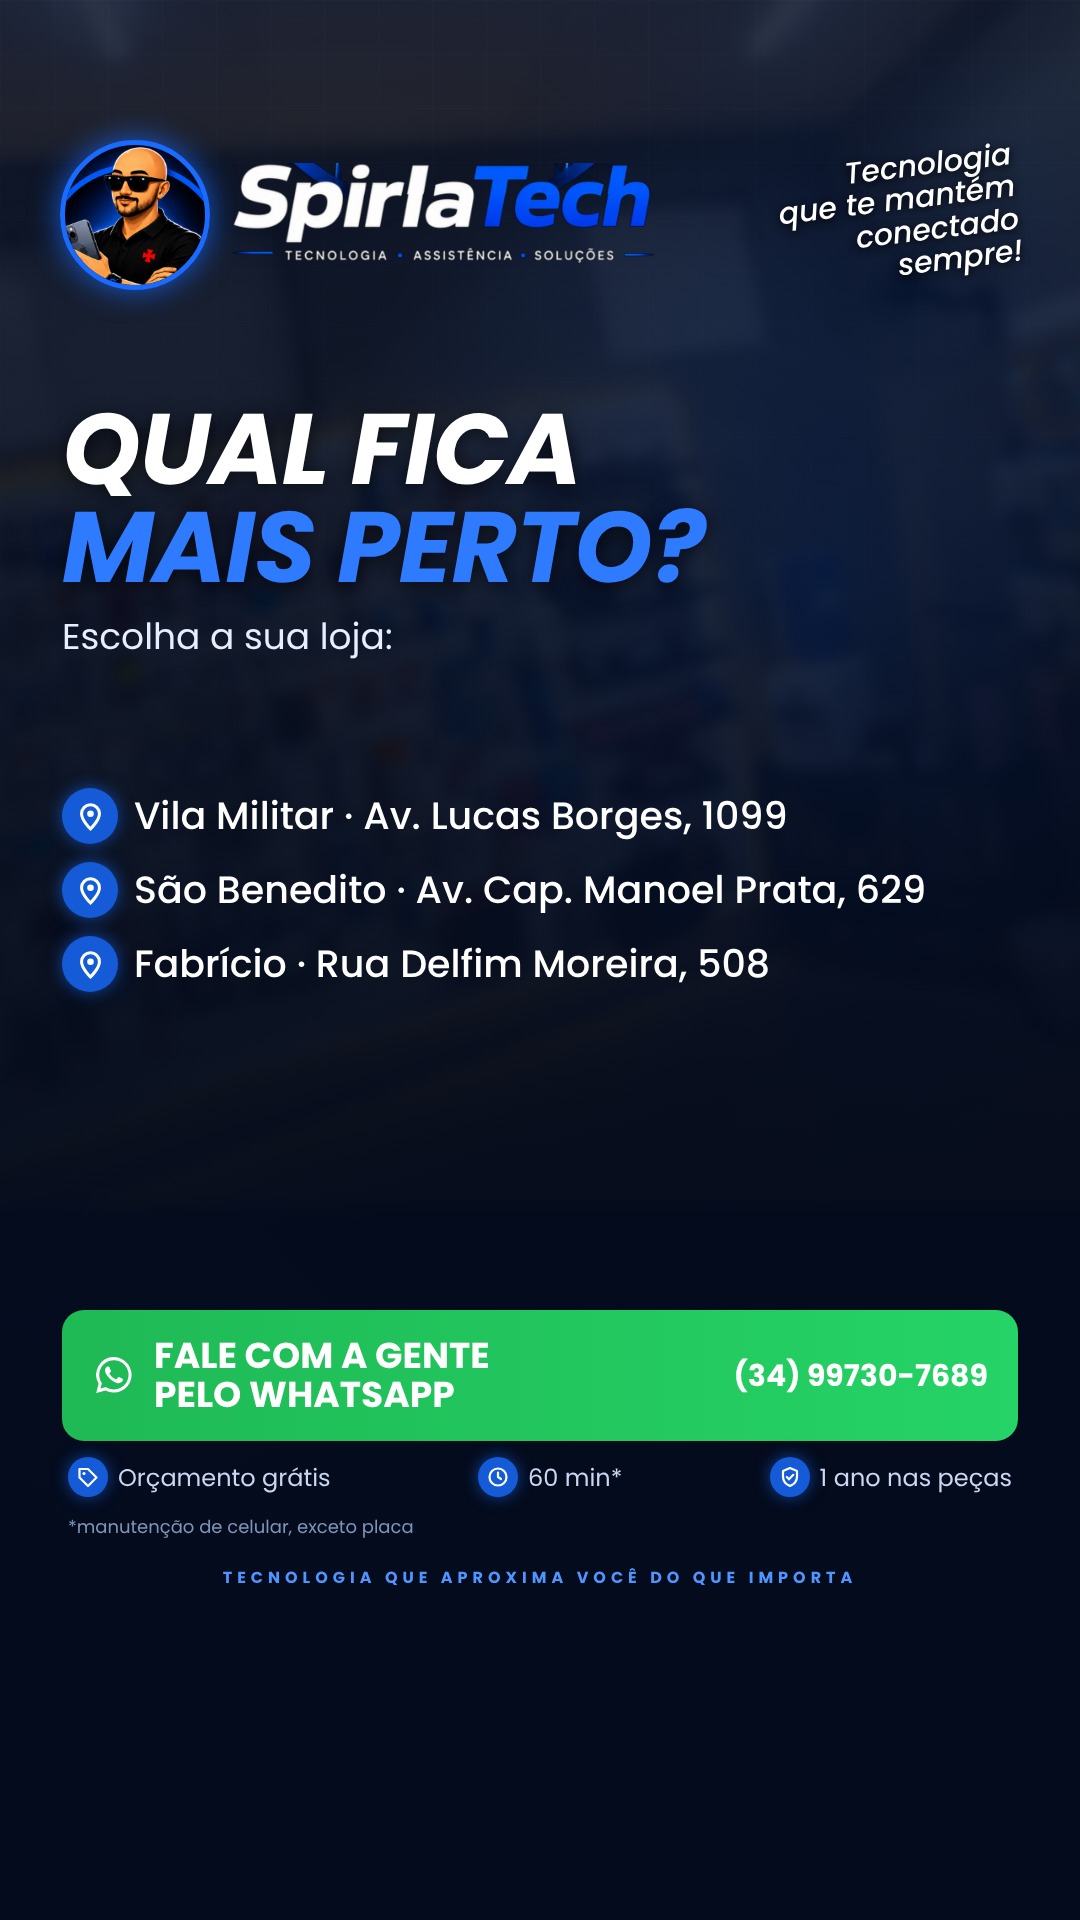 SpirlaTech
TECNOLOGIA • ASSISTÊNCIA • SOLUÇÕES
Tecnologia
que te mantém
conectado
sempre!
QUAL FICA
MAIS PERTO?
Escolha a sua loja:
Vila Militar · Av. Lucas Borges, 1099
São Benedito · Av. Cap. Manoel Prata, 629
Fabrício · Rua Delfim Moreira, 508
FALE COM A GENTE
PELO WHATSAPP
(34) 99730-7689
Orçamento grátis
60 min*
1 ano nas peças
*manutenção de celular, exceto placa
TECNOLOGIA QUE APROXIMA VOCÊ DO QUE IMPORTA